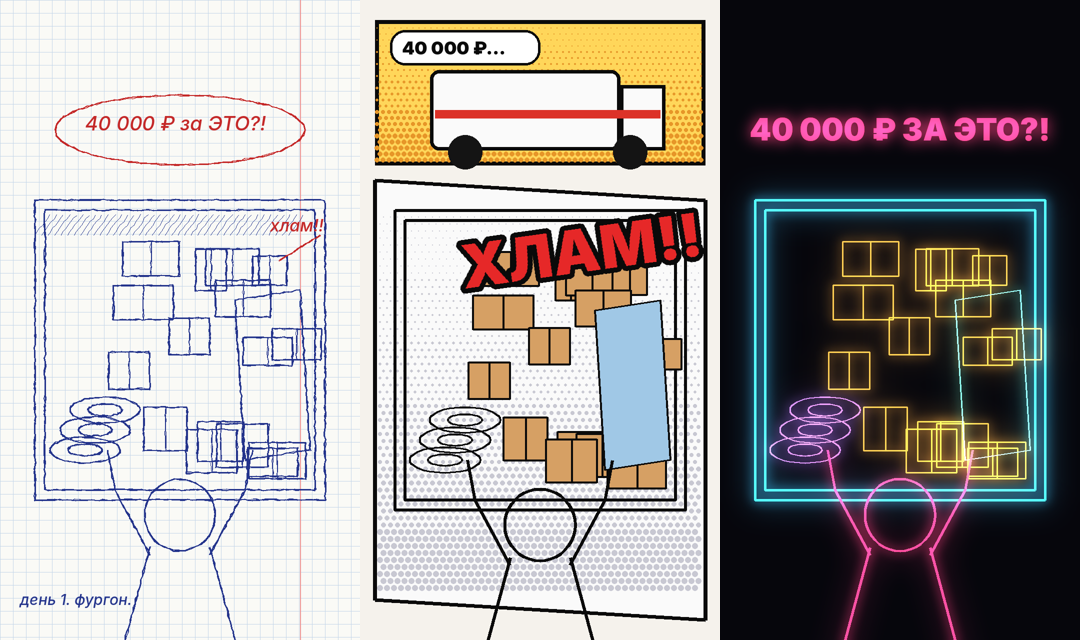 40 000 ₽ за ЭТО?!
хлам!!
день 1. фургон.
40 000 ₽...
ХЛАМ!!
40 000 ₽ ЗА ЭТО?!